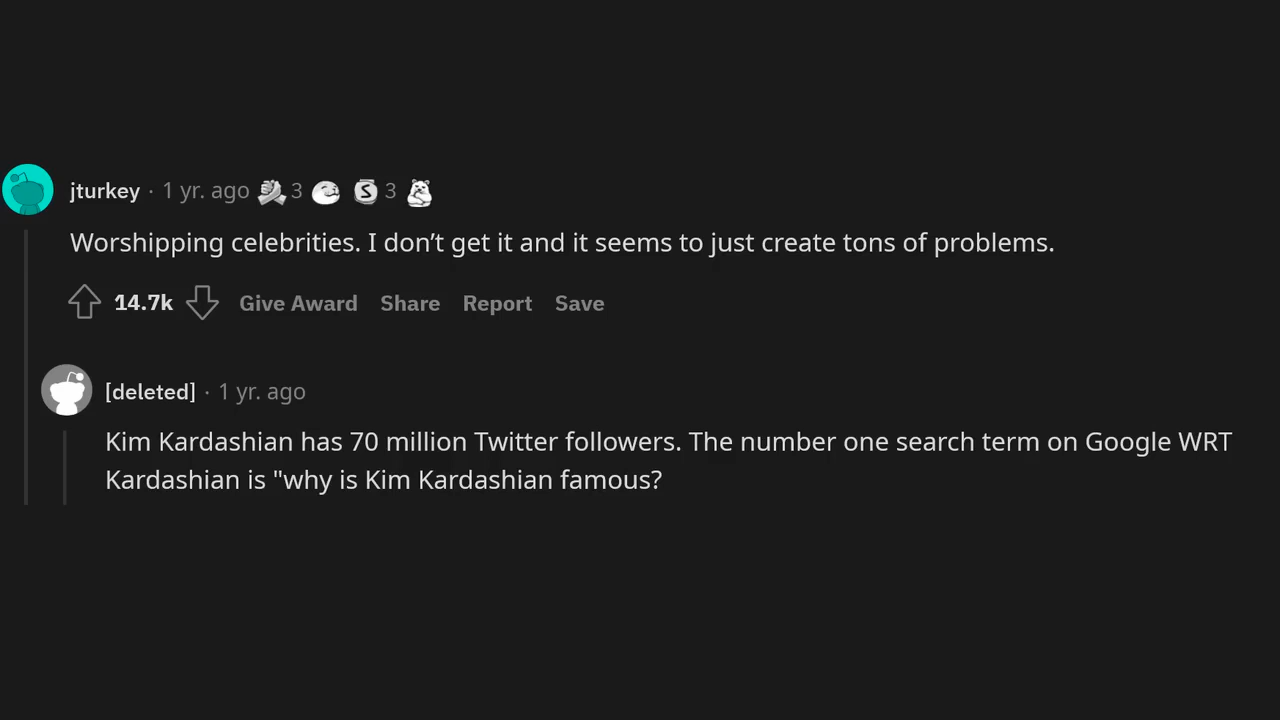 jturkey · 1 yr. ago 3 3
Worshipping celebrities. I don’t get it and it seems to just create tons of problems.
14.7k Give Award Share Report Save
[deleted] · 1 yr. ago
Kim Kardashian has 70 million Twitter followers. The number one search term on Google WRT
Kardashian is "why is Kim Kardashian famous?